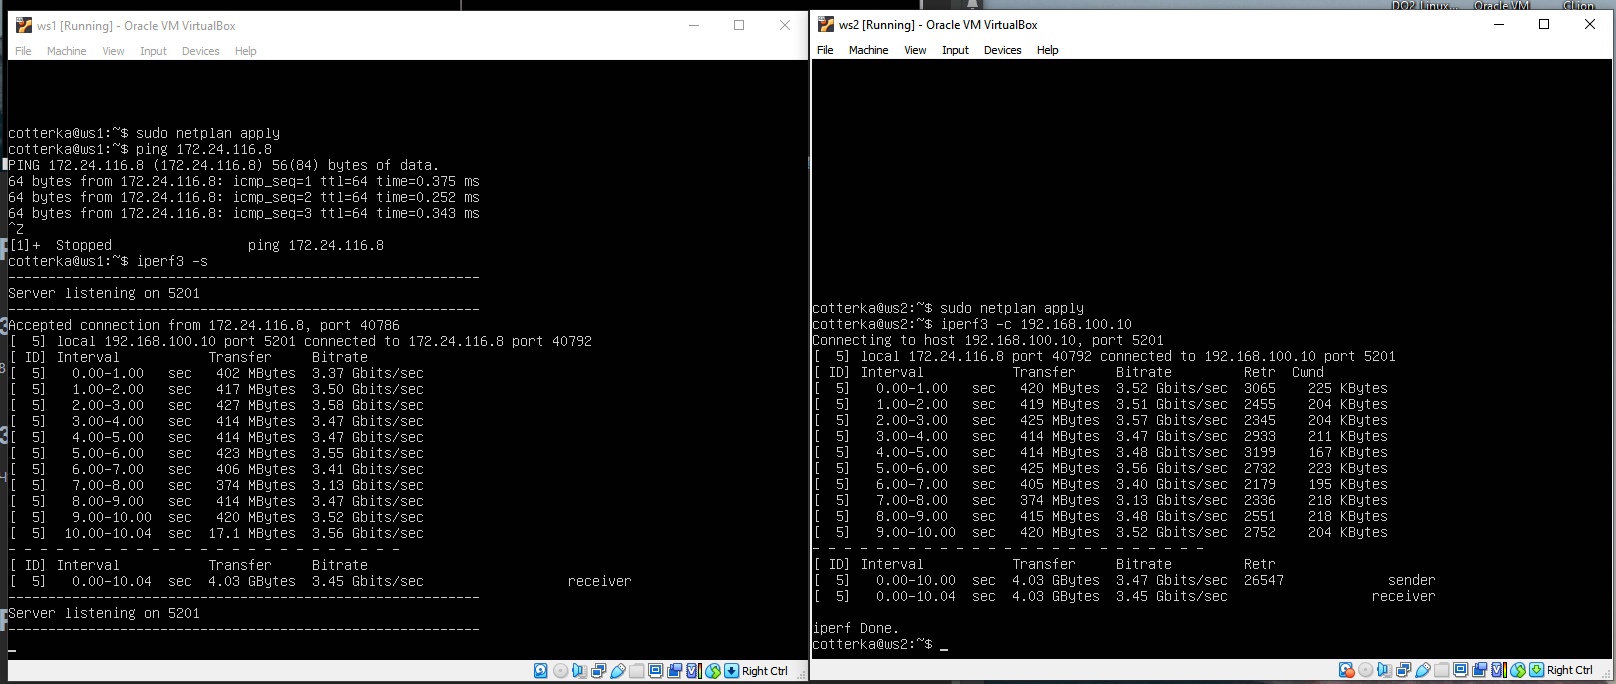 DO2_Linux... Oracle VM CLion
ws1 [Running] - Oracle VM VirtualBox
File Machine View Input Devices Help
cotterka@ws1:~$ sudo netplan apply
cotterka@ws1:~$ ping 172.24.116.8
PING 172.24.116.8 (172.24.116.8) 56(84) bytes of data.
64 bytes from 172.24.116.8: icmp_seq=1 ttl=64 time=0.375 ms
64 bytes from 172.24.116.8: icmp_seq=2 ttl=64 time=0.252 ms
64 bytes from 172.24.116.8: icmp_seq=3 ttl=64 time=0.343 ms
^Z
[1]+  Stopped                 ping 172.24.116.8
cotterka@ws1:~$ iperf3 -s
-----------------------------------------------------------
Server listening on 5201
-----------------------------------------------------------
Accepted connection from 172.24.116.8, port 40786
[  5] local 192.168.100.10 port 5201 connected to 172.24.116.8 port 40792
[ ID] Interval           Transfer     Bitrate
[  5]   0.00-1.00   sec   402 MBytes  3.37 Gbits/sec
[  5]   1.00-2.00   sec   417 MBytes  3.50 Gbits/sec
[  5]   2.00-3.00   sec   427 MBytes  3.58 Gbits/sec
[  5]   3.00-4.00   sec   414 MBytes  3.47 Gbits/sec
[  5]   4.00-5.00   sec   414 MBytes  3.47 Gbits/sec
[  5]   5.00-6.00   sec   423 MBytes  3.55 Gbits/sec
[  5]   6.00-7.00   sec   406 MBytes  3.41 Gbits/sec
[  5]   7.00-8.00   sec   374 MBytes  3.13 Gbits/sec
[  5]   8.00-9.00   sec   414 MBytes  3.47 Gbits/sec
[  5]   9.00-10.00  sec   420 MBytes  3.52 Gbits/sec
[  5]  10.00-10.04  sec  17.1 MBytes  3.56 Gbits/sec
- - - - - - - - - - - - - - - - - - - - - - - - -
[ ID] Interval           Transfer     Bitrate
[  5]   0.00-10.04  sec  4.03 GBytes  3.45 Gbits/sec                  receiver
-----------------------------------------------------------
Server listening on 5201
-----------------------------------------------------------
_
Right Ctrl
ws2 [Running] - Oracle VM VirtualBox
File Machine View Input Devices Help
cotterka@ws2:~$ sudo netplan apply
cotterka@ws2:~$ iperf3 -c 192.168.100.10
Connecting to host 192.168.100.10, port 5201
[  5] local 172.24.116.8 port 40792 connected to 192.168.100.10 port 5201
[ ID] Interval           Transfer     Bitrate         Retr  Cwnd
[  5]   0.00-1.00   sec   420 MBytes  3.52 Gbits/sec  3065    225 KBytes
[  5]   1.00-2.00   sec   419 MBytes  3.51 Gbits/sec  2455    204 KBytes
[  5]   2.00-3.00   sec   425 MBytes  3.57 Gbits/sec  2345    204 KBytes
[  5]   3.00-4.00   sec   414 MBytes  3.47 Gbits/sec  2933    211 KBytes
[  5]   4.00-5.00   sec   414 MBytes  3.48 Gbits/sec  3199    167 KBytes
[  5]   5.00-6.00   sec   425 MBytes  3.56 Gbits/sec  2732    223 KBytes
[  5]   6.00-7.00   sec   405 MBytes  3.40 Gbits/sec  2179    195 KBytes
[  5]   7.00-8.00   sec   374 MBytes  3.13 Gbits/sec  2336    218 KBytes
[  5]   8.00-9.00   sec   415 MBytes  3.48 Gbits/sec  2551    218 KBytes
[  5]   9.00-10.00  sec   420 MBytes  3.52 Gbits/sec  2752    204 KBytes
- - - - - - - - - - - - - - - - - - - - - - - - -
[ ID] Interval           Transfer     Bitrate         Retr
[  5]   0.00-10.00  sec  4.03 GBytes  3.47 Gbits/sec  26547             sender
[  5]   0.00-10.04  sec  4.03 GBytes  3.45 Gbits/sec                  receiver
iperf Done.
cotterka@ws2:~$ _
Right Ctrl